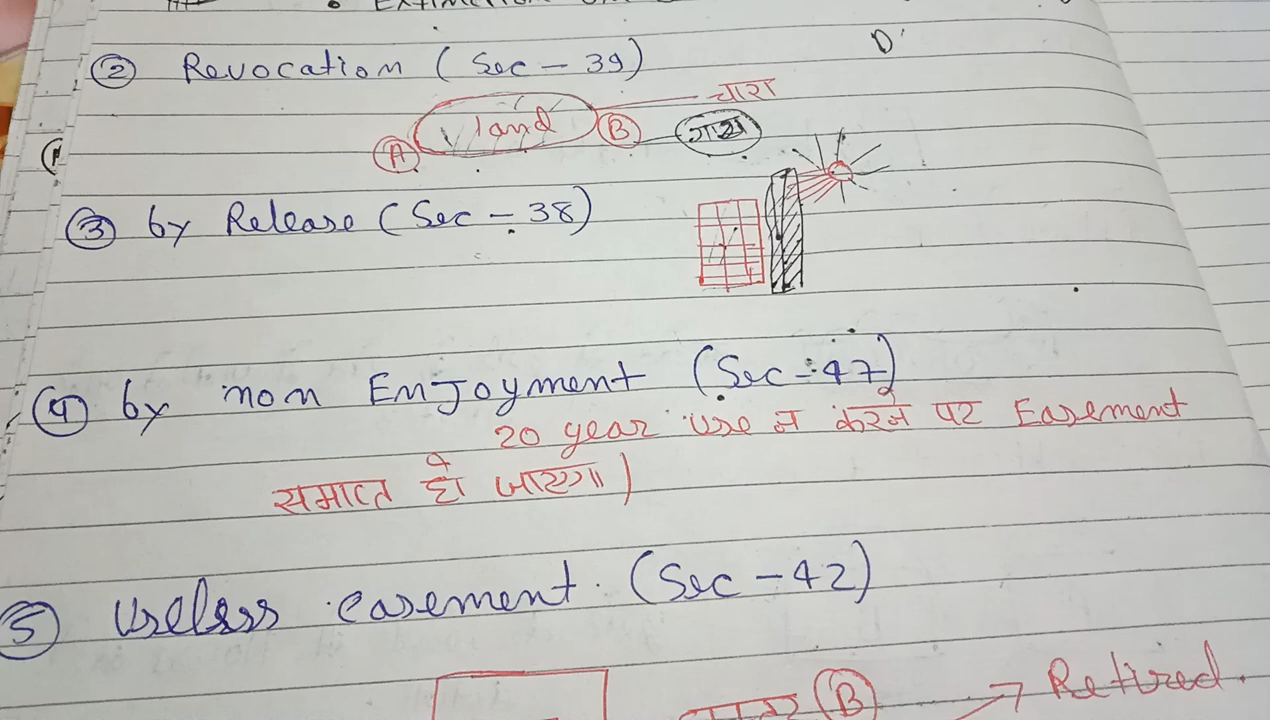 ② Revocation (Sec - 39)
D'
चारा
A land B गाय
③ by Release (Sec - 38)
④ by non Enjoyment (Sec - 47)
20 year use न करने पर Easement
समाप्त हो जाएगा।
⑤ Useless easement. (Sec - 42)
B → Retired.